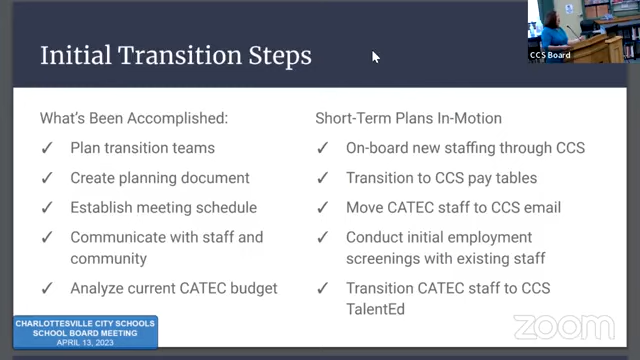 Initial Transition Steps
CCS Board
What's Been Accomplished:
✓ Plan transition teams
✓ Create planning document
✓ Establish meeting schedule
✓ Communicate with staff and
community
✓ Analyze current CATEC budget
Short-Term Plans In-Motion
✓ On-board new staffing through CCS
✓ Transition to CCS pay tables
✓ Move CATEC staff to CCS email
✓ Conduct initial employment
screenings with existing staff
✓ Transition CATEC staff to CCS
TalentEd
CHARLOTTESVILLE CITY SCHOOLS
SCHOOL BOARD MEETING
APRIL 13, 2023
zoom